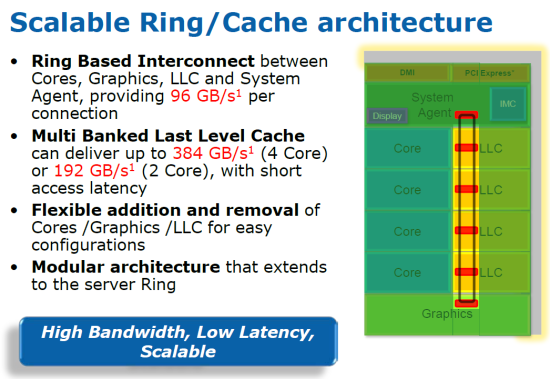 Scalable Ring/Cache architecture
• Ring Based Interconnect between
Cores, Graphics, LLC and System
Agent, providing 96 GB/s¹ per
connection
• Multi Banked Last Level Cache
can deliver up to 384 GB/s¹ (4 Core)
or 192 GB/s¹ (2 Core), with short
access latency
• Flexible addition and removal of
Cores /Graphics /LLC for easy
configurations
• Modular architecture that extends
to the server Ring
High Bandwidth, Low Latency,
Scalable
DMI
PCI Express*
System
Agent
IMC
Display
Core
LLC
Core
LLC
Core
LLC
Core
LLC
Graphics